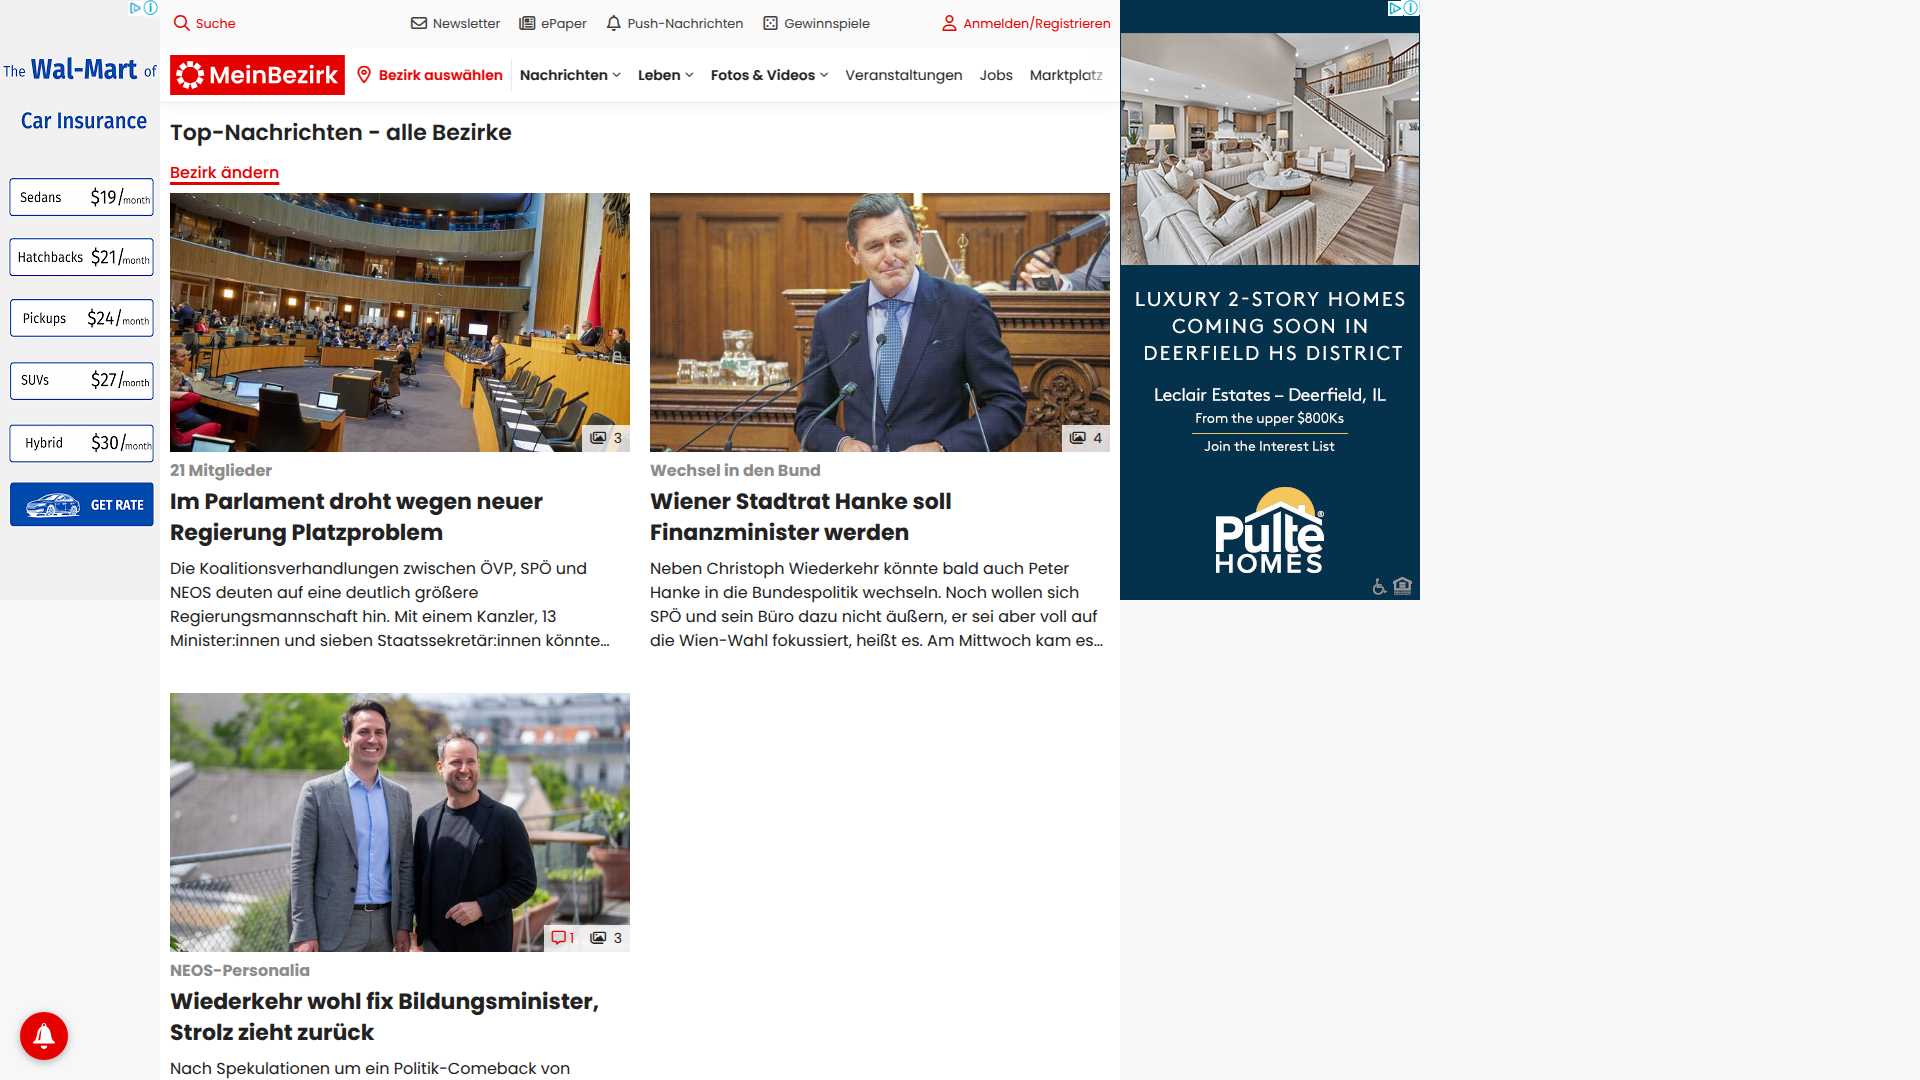 Suche
Newsletter
ePaper
Push-Nachrichten
Gewinnspiele
Anmelden/Registrieren
MeinBezirk
Bezirk auswählen
Nachrichten
Leben
Fotos & Videos
Veranstaltungen
Jobs
Marktplatz
The Wal-Mart of
Car Insurance
Sedans $19/month
Hatchbacks $21/month
Pickups $24/month
SUVs $27/month
Hybrid $30/month
GET RATE
Top-Nachrichten - alle Bezirke
Bezirk ändern
3
21 Mitglieder
Im Parlament droht wegen neuer
Regierung Platzproblem
Die Koalitionsverhandlungen zwischen ÖVP, SPÖ und
NEOS deuten auf eine deutlich größere
Regierungsmannschaft hin. Mit einem Kanzler, 13
Minister:innen und sieben Staatssekretär:innen könnte...
4
Wechsel in den Bund
Wiener Stadtrat Hanke soll
Finanzminister werden
Neben Christoph Wiederkehr könnte bald auch Peter
Hanke in die Bundespolitik wechseln. Noch wollen sich
SPÖ und sein Büro dazu nicht äußern, er sei aber voll auf
die Wien-Wahl fokussiert, heißt es. Am Mittwoch kam es...
1
3
NEOS-Personalia
Wiederkehr wohl fix Bildungsminister,
Strolz zieht zurück
Nach Spekulationen um ein Politik-Comeback von
LUXURY 2-STORY HOMES
COMING SOON IN
DEERFIELD HS DISTRICT
Leclair Estates – Deerfield, IL
From the upper $800Ks
Join the Interest List
Pulte®
HOMES